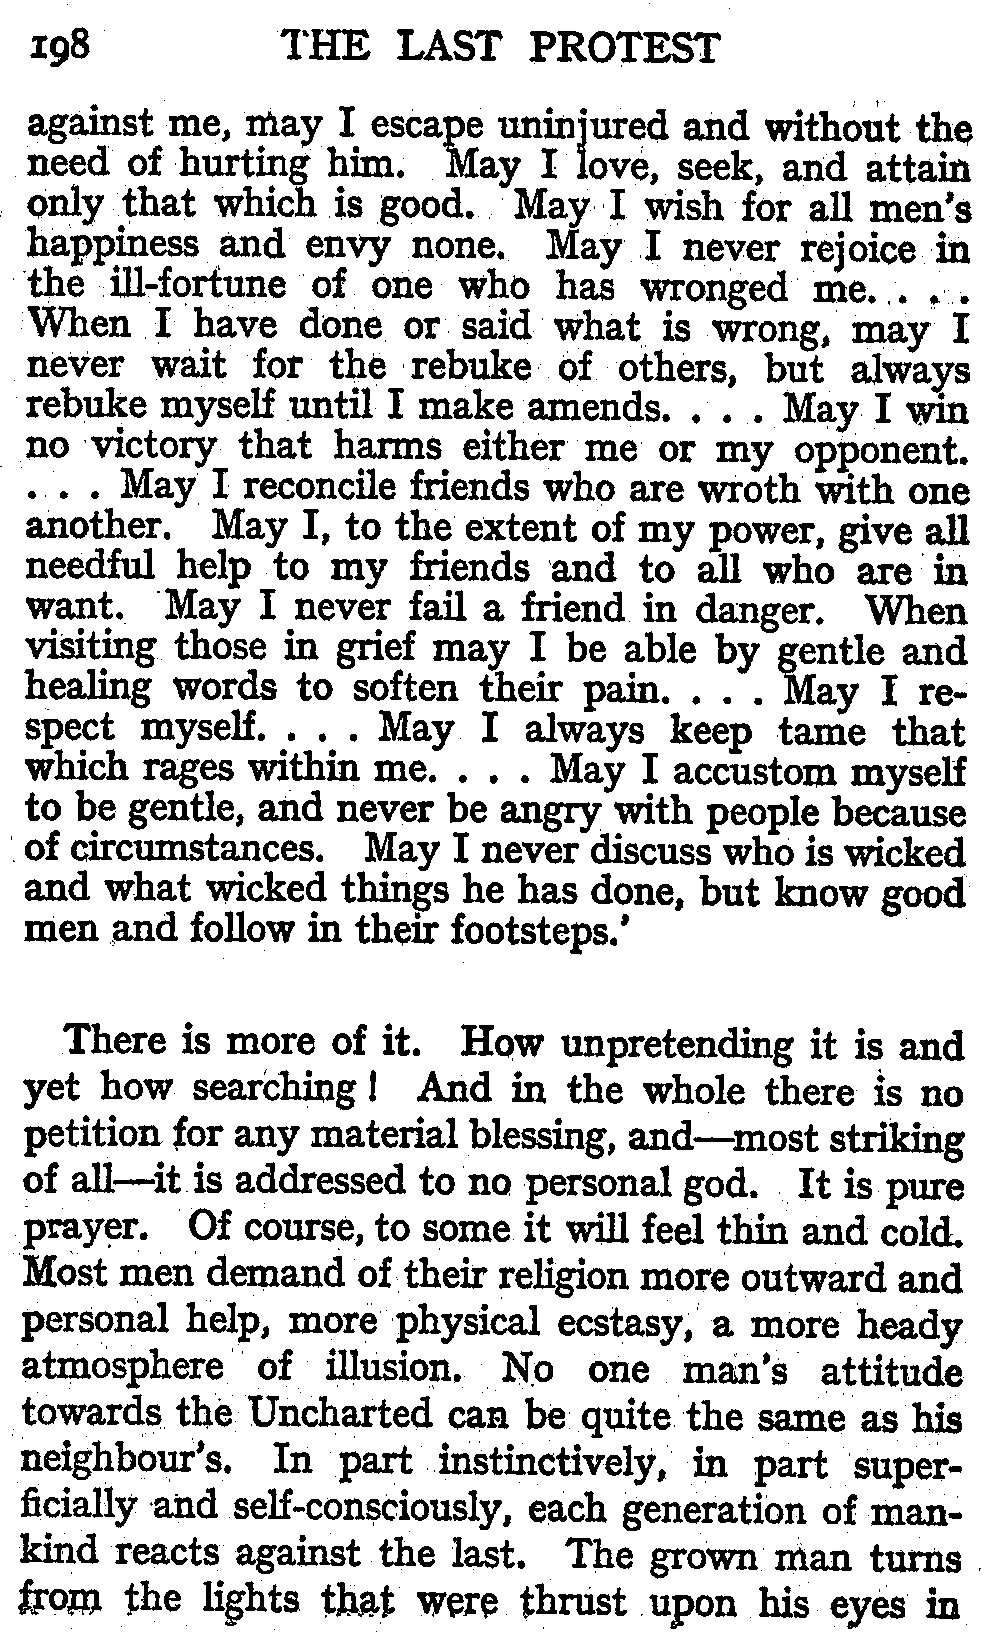 198 THE LAST PROTEST
against me, may I escape uninjured and without the
need of hurting him. May I love, seek, and attain
only that which is good. May I wish for all men's
happiness and envy none. May I never rejoice in
the ill-fortune of one who has wronged me. . . .
When I have done or said what is wrong, may I
never wait for the rebuke of others, but always
rebuke myself until I make amends. . . . May I win
no victory that harms either me or my opponent.
. . . May I reconcile friends who are wroth with one
another. May I, to the extent of my power, give all
needful help to my friends and to all who are in
want. May I never fail a friend in danger. When
visiting those in grief may I be able by gentle and
healing words to soften their pain. . . . May I re-
spect myself. . . . May I always keep tame that
which rages within me. . . . May I accustom myself
to be gentle, and never be angry with people because
of circumstances. May I never discuss who is wicked
and what wicked things he has done, but know good
men and follow in their footsteps.'
There is more of it. How unpretending it is and
yet how searching! And in the whole there is no
petition for any material blessing, and—most striking
of all—it is addressed to no personal god. It is pure
prayer. Of course, to some it will feel thin and cold.
Most men demand of their religion more outward and
personal help, more physical ecstasy, a more heady
atmosphere of illusion. No one man's attitude
towards the Uncharted can be quite the same as his
neighbour's. In part instinctively, in part super-
ficially and self-consciously, each generation of man-
kind reacts against the last. The grown man turns
from the lights that were thrust upon his eyes in